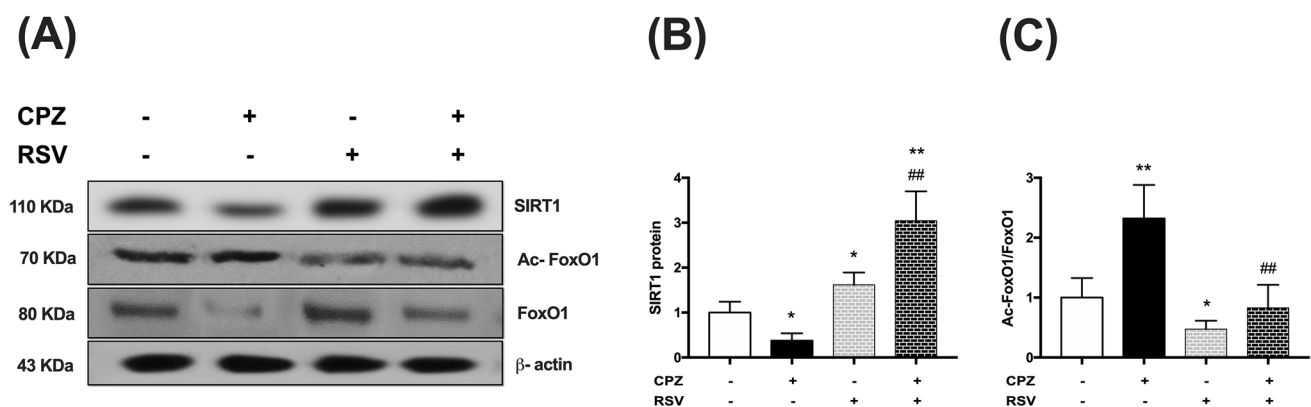 (A)
CPZ - + - +
RSV - - + +
110 KDa SIRT1
70 KDa Ac- FoxO1
80 KDa FoxO1
43 KDa β- actin
(B)
SIRT1 protein
4
3
2
1
0
*
*
**
##
CPZ - + - +
RSV - - + +
(C)
Ac-FoxO1/FoxO1
3
2
1
0
**
*
##
CPZ - + - +
RSV - - + +